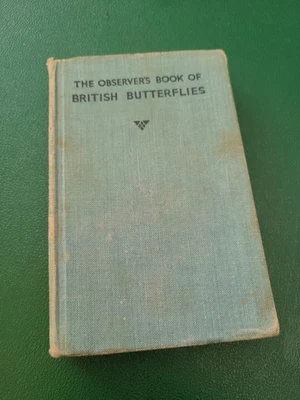 THE OBSERVER'S BOOK OF
BRITISH BUTTERFLIES